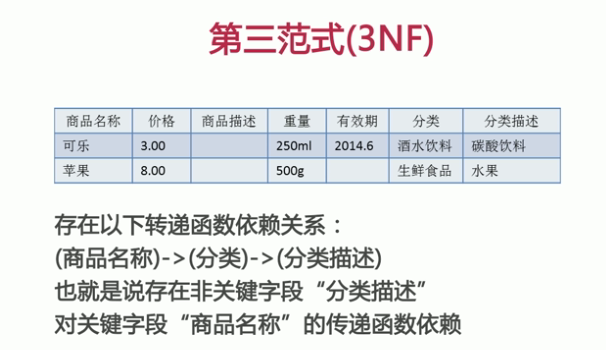 第三范式(3NF)
商品名称 价格 商品描述 重量 有效期 分类 分类描述
可乐 3.00 250ml 2014.6 酒水饮料 碳酸饮料
苹果 8.00 500g 生鲜食品 水果
存在以下转递函数依赖关系：
(商品名称)->(分类)->(分类描述)
也就是说存在非关键字段“分类描述”
对关键字段“商品名称”的传递函数依赖